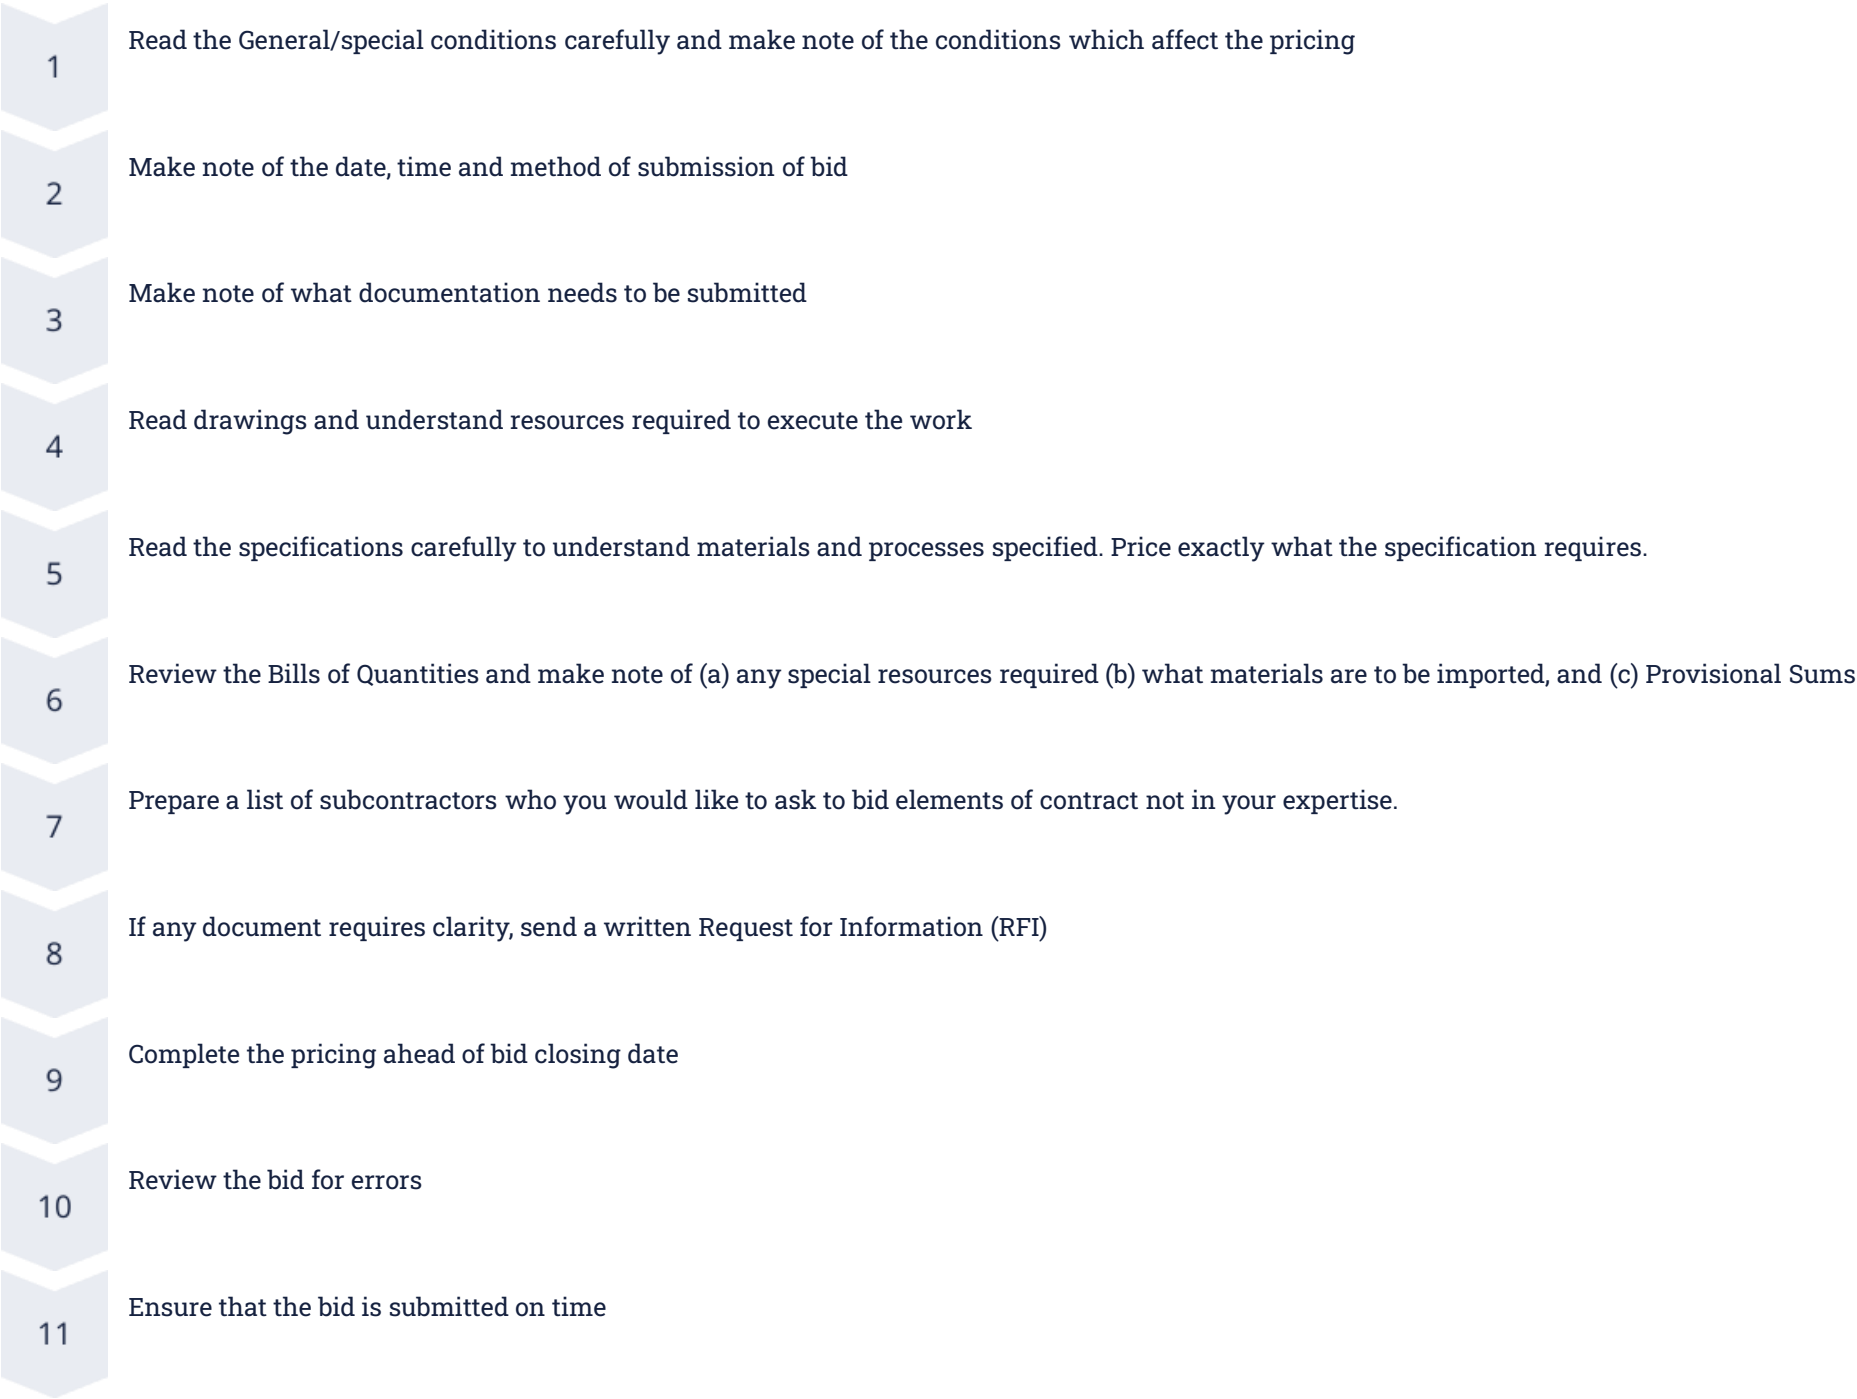 1
Read the General/special conditions carefully and make note of the conditions which affect the pricing
2
Make note of the date, time and method of submission of bid
3
Make note of what documentation needs to be submitted
4
Read drawings and understand resources required to execute the work
5
Read the specifications carefully to understand materials and processes specified. Price exactly what the specification requires.
6
Review the Bills of Quantities and make note of (a) any special resources required (b) what materials are to be imported, and (c) Provisional Sums
7
Prepare a list of subcontractors who you would like to ask to bid elements of contract not in your expertise.
8
If any document requires clarity, send a written Request for Information (RFI)
9
Complete the pricing ahead of bid closing date
10
Review the bid for errors
11
Ensure that the bid is submitted on time